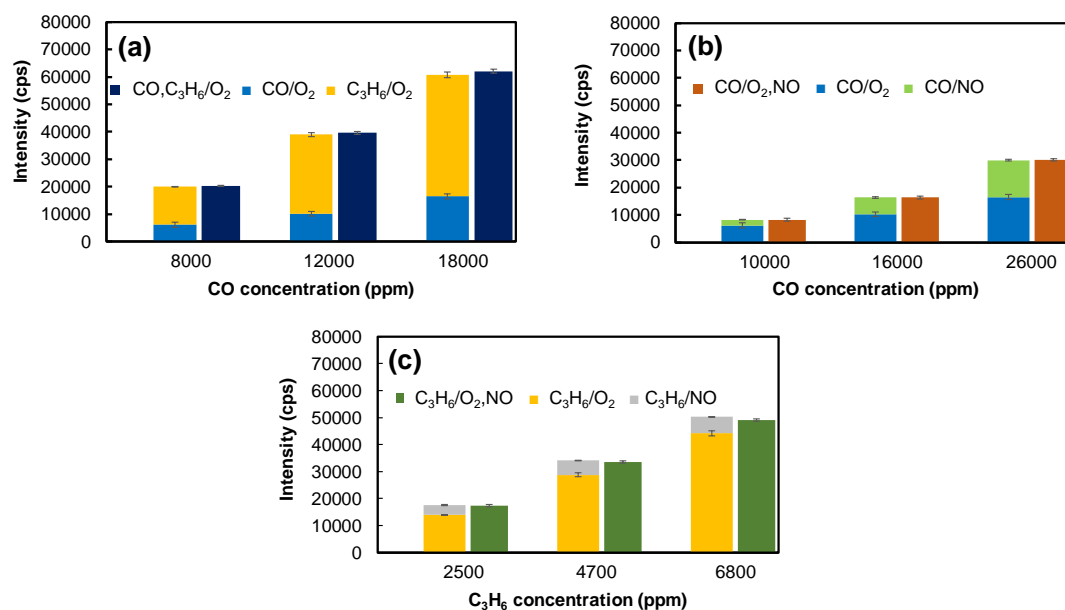 (a)
80000
70000
60000
50000
40000
30000
20000
10000
0
Intensity (cps)
CO,C₃H₆/O₂ CO/O₂ C₃H₆/O₂
8000 12000 18000
CO concentration (ppm)
(b)
80000
70000
60000
50000
40000
30000
20000
10000
0
Intensity (cps)
CO/O₂,NO CO/O₂ CO/NO
10000 16000 26000
CO concentration (ppm)
(c)
80000
70000
60000
50000
40000
30000
20000
10000
0
Intensity (cps)
C₃H₆/O₂,NO C₃H₆/O₂ C₃H₆/NO
2500 4700 6800
C₃H₆ concentration (ppm)